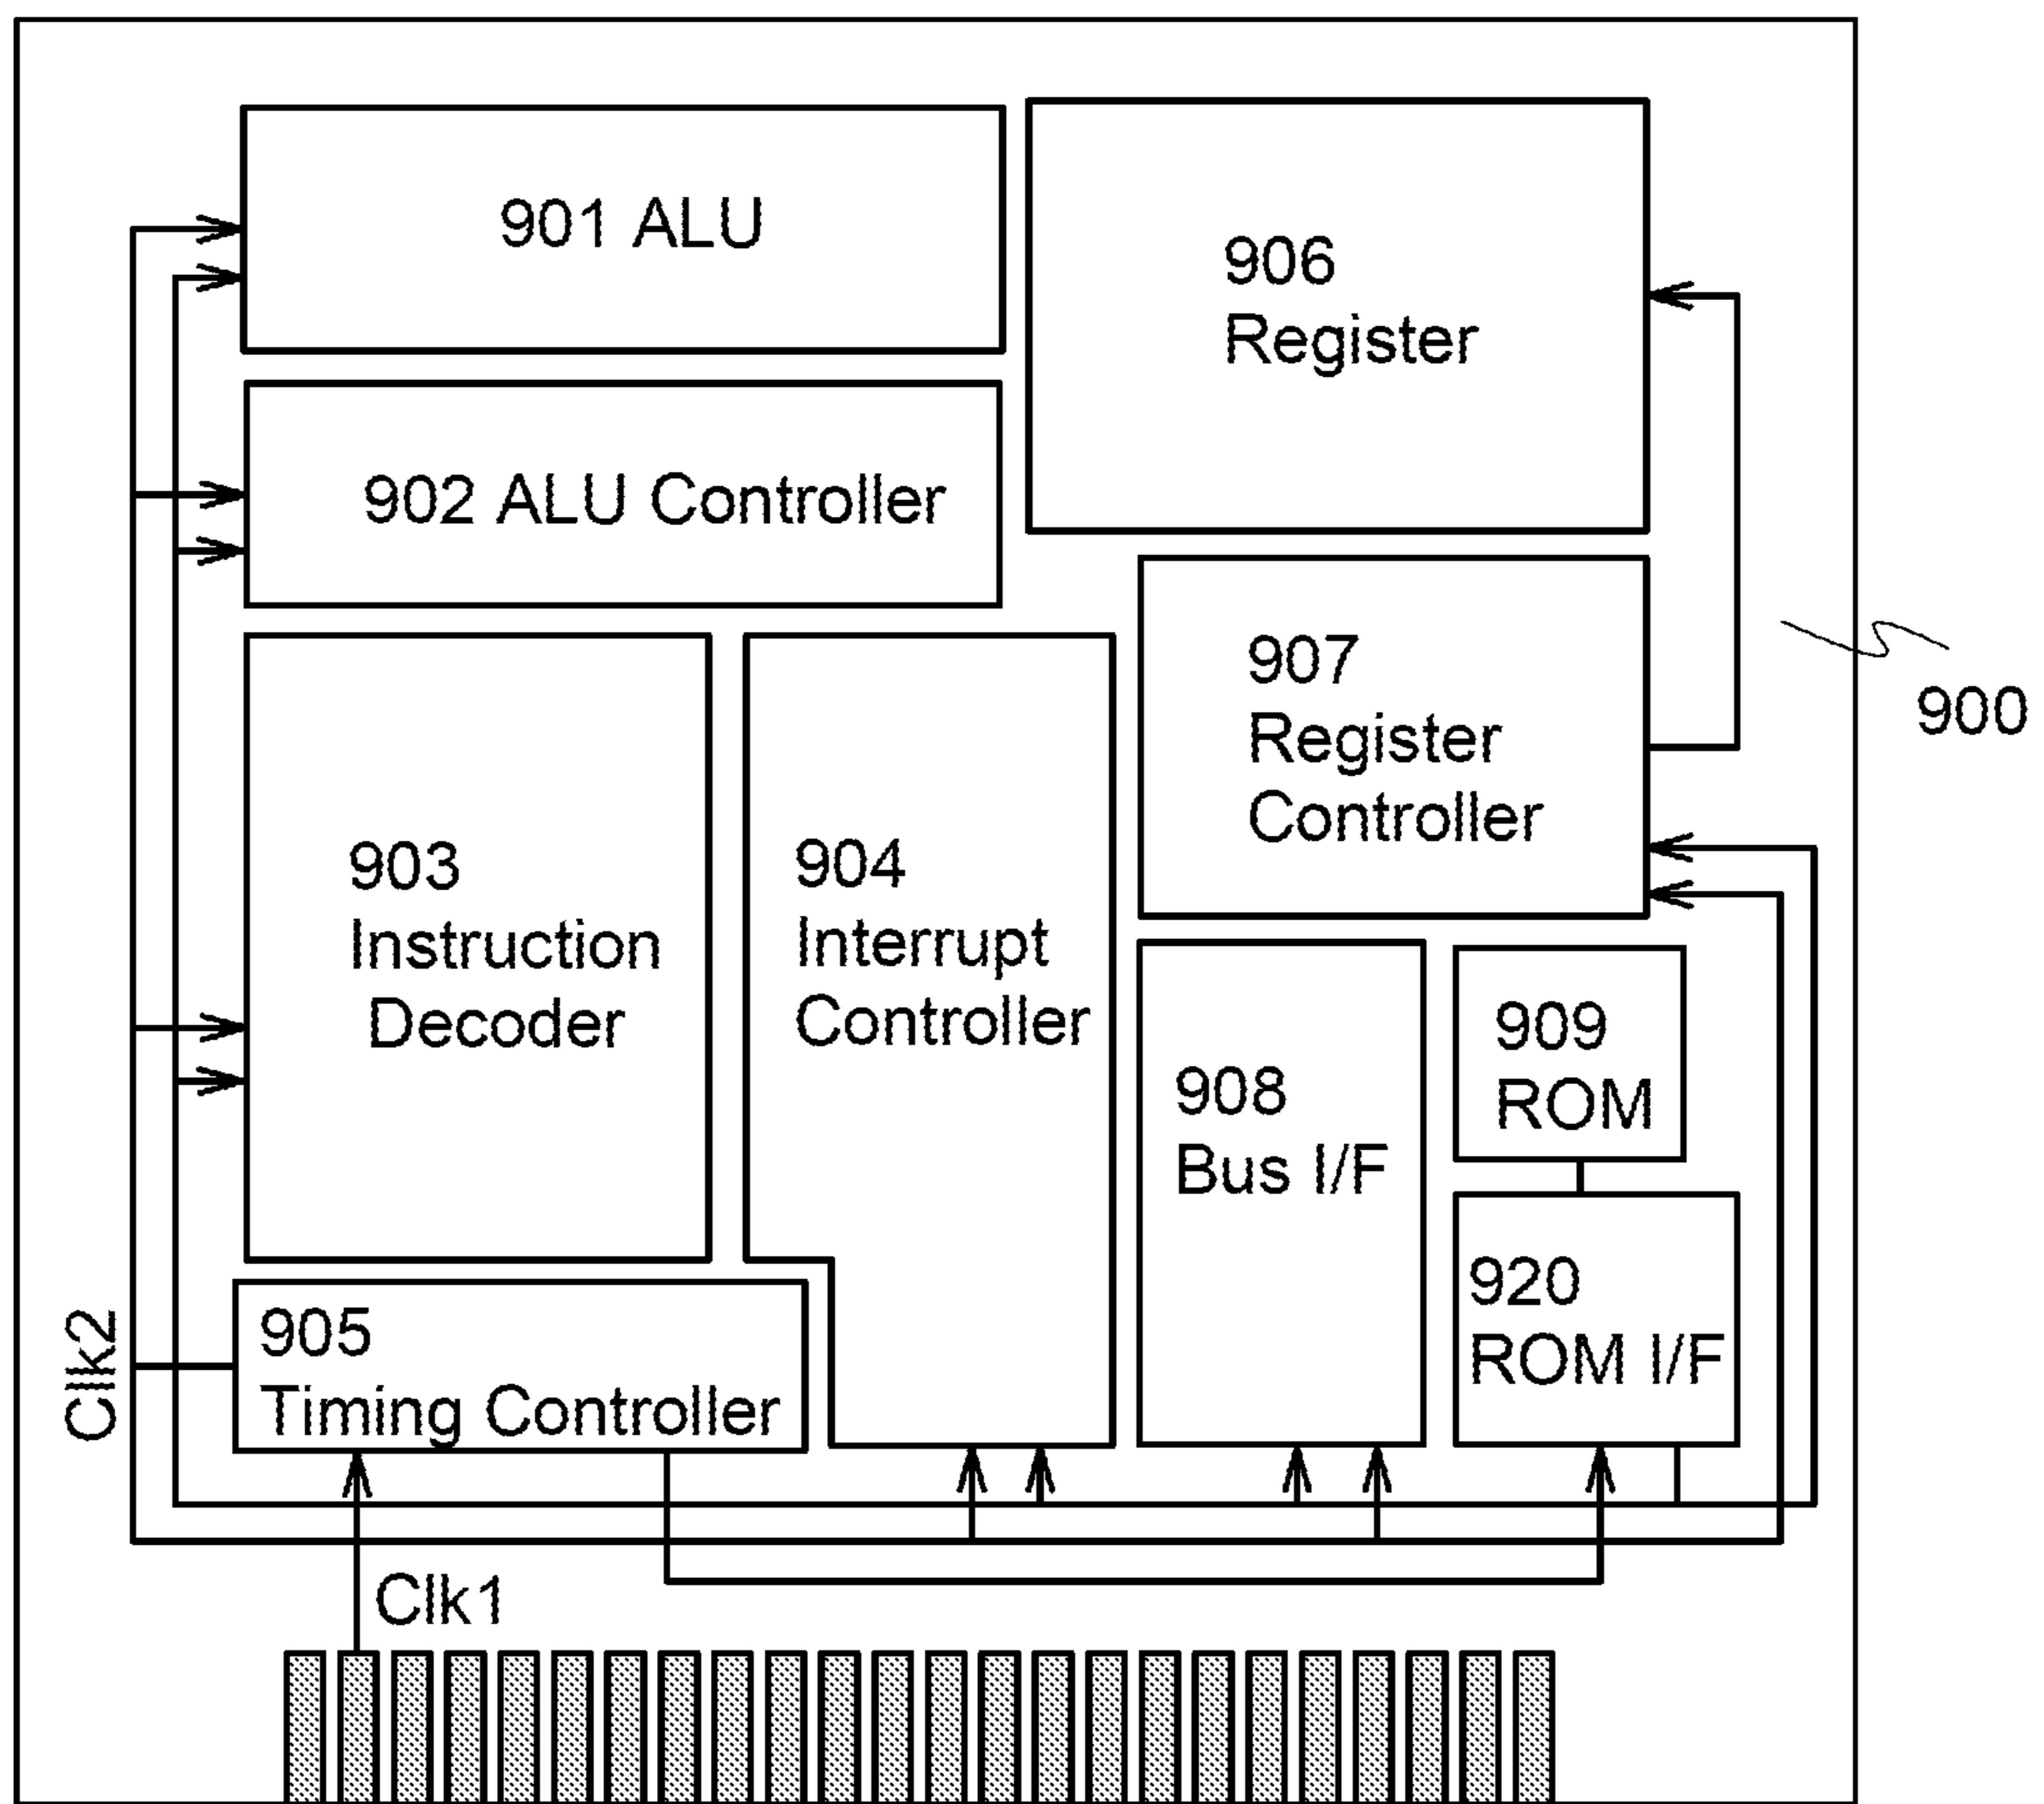 901 ALU
906
Register
902 ALU Controller
907
Register
Controller
900
903
Instruction
Decoder
904
Interrupt
Controller
908
Bus I/F
909
ROM
920
ROM I/F
905
Timing Controller
Clk2
Clk1